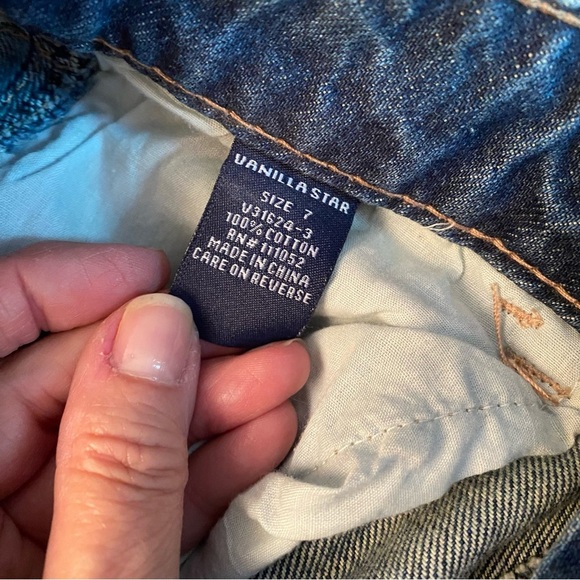 VANILLA STAR
SIZE 7
V31624-3
100% COTTON
RN# 111052
MADE IN CHINA
CARE ON REVERSE